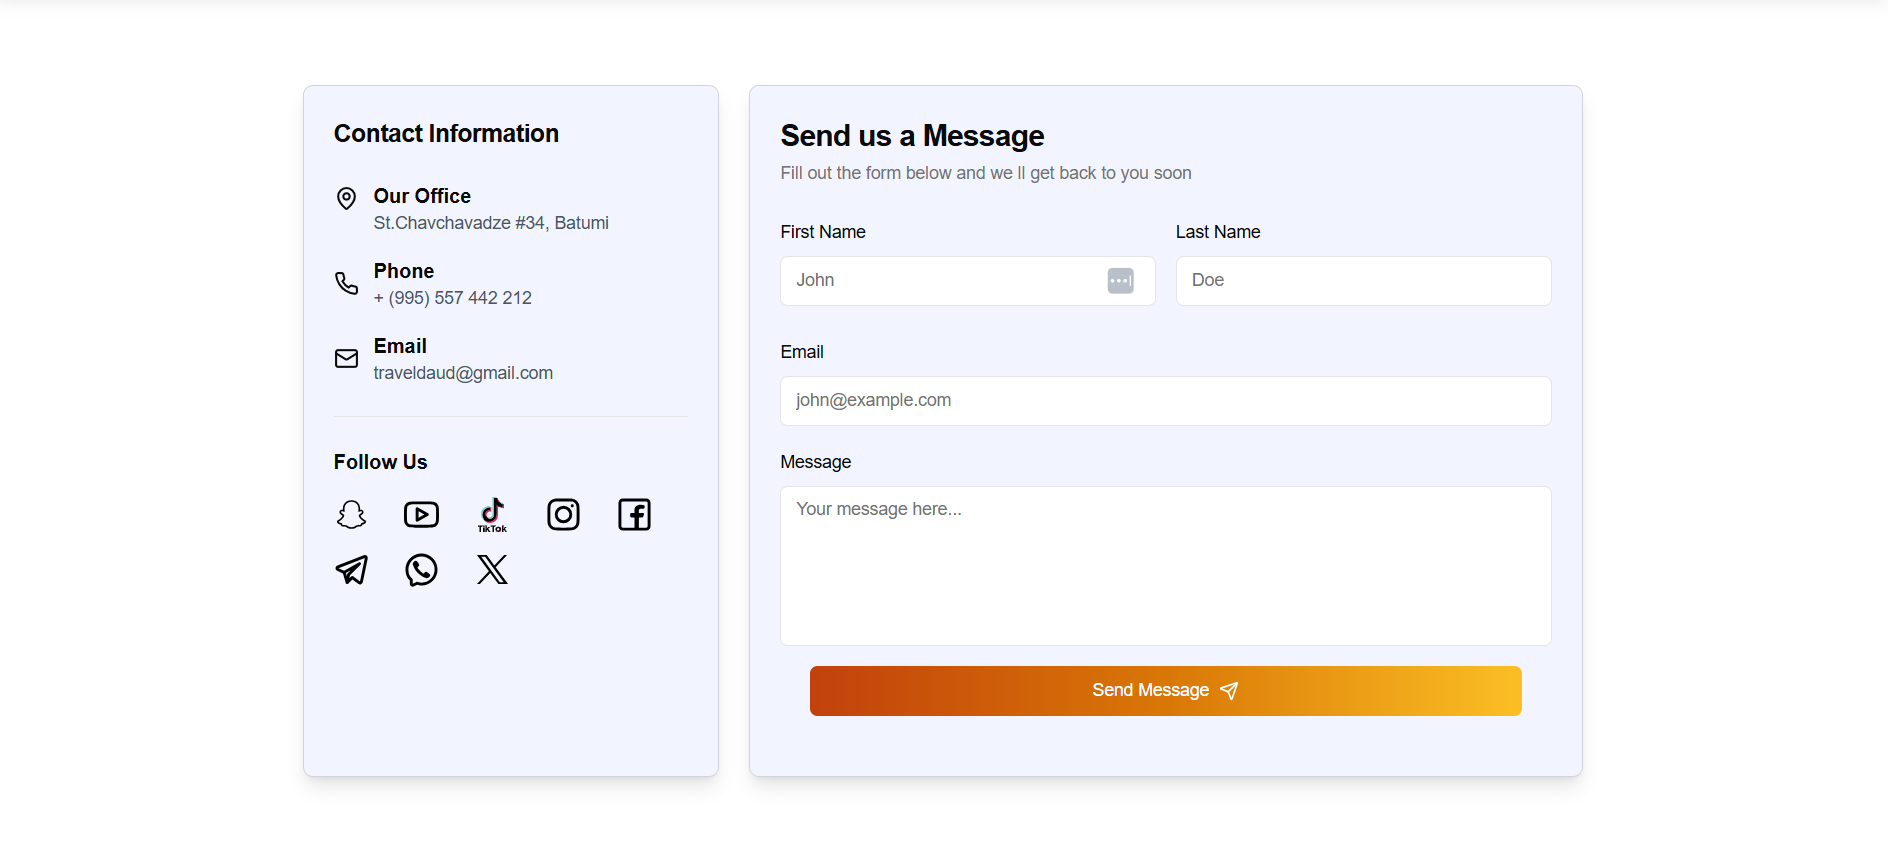 Contact Information
Our Office
St.Chavchavadze #34, Batumi
Phone
+ (995) 557 442 212
Email
traveldaud@gmail.com
Follow Us
TikTok
Send us a Message
Fill out the form below and we ll get back to you soon
First Name
Last Name
John
Doe
Email
john@example.com
Message
Your message here...
Send Message